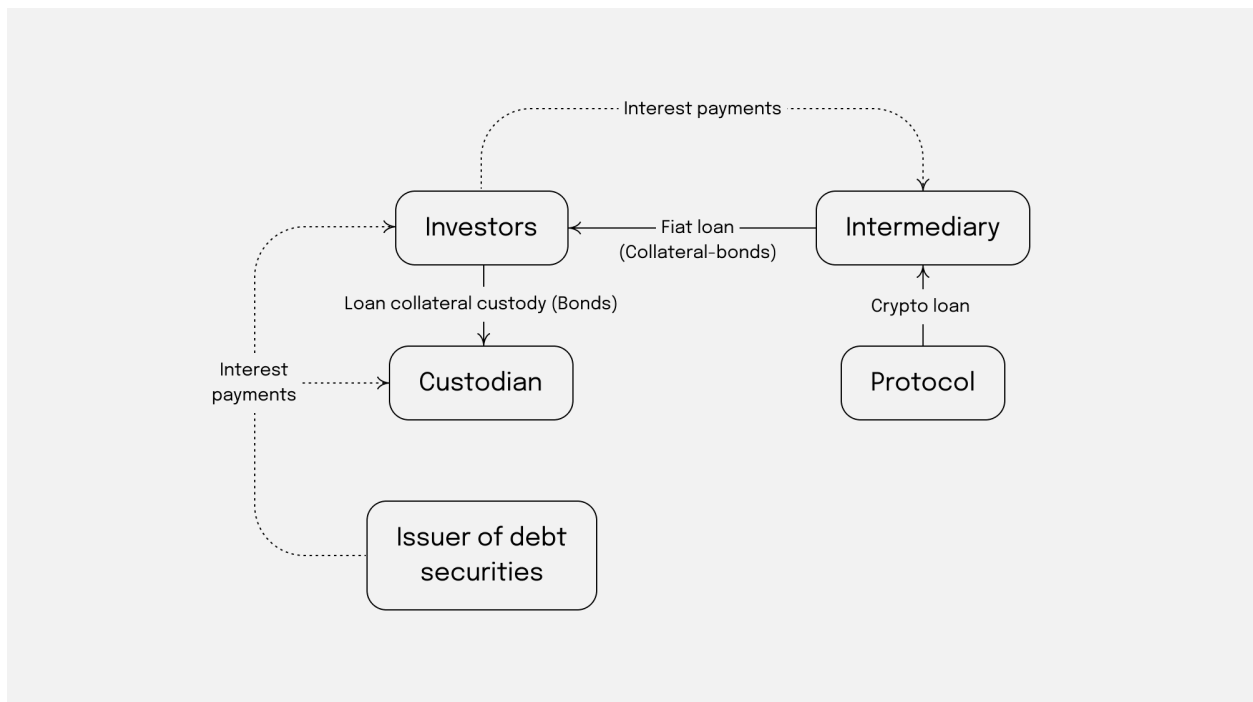 Interest payments
Investors
Fiat loan
(Collateral-bonds)
Intermediary
Loan collateral custody (Bonds)
Crypto loan
Interest
payments
Custodian
Protocol
Issuer of debt
securities